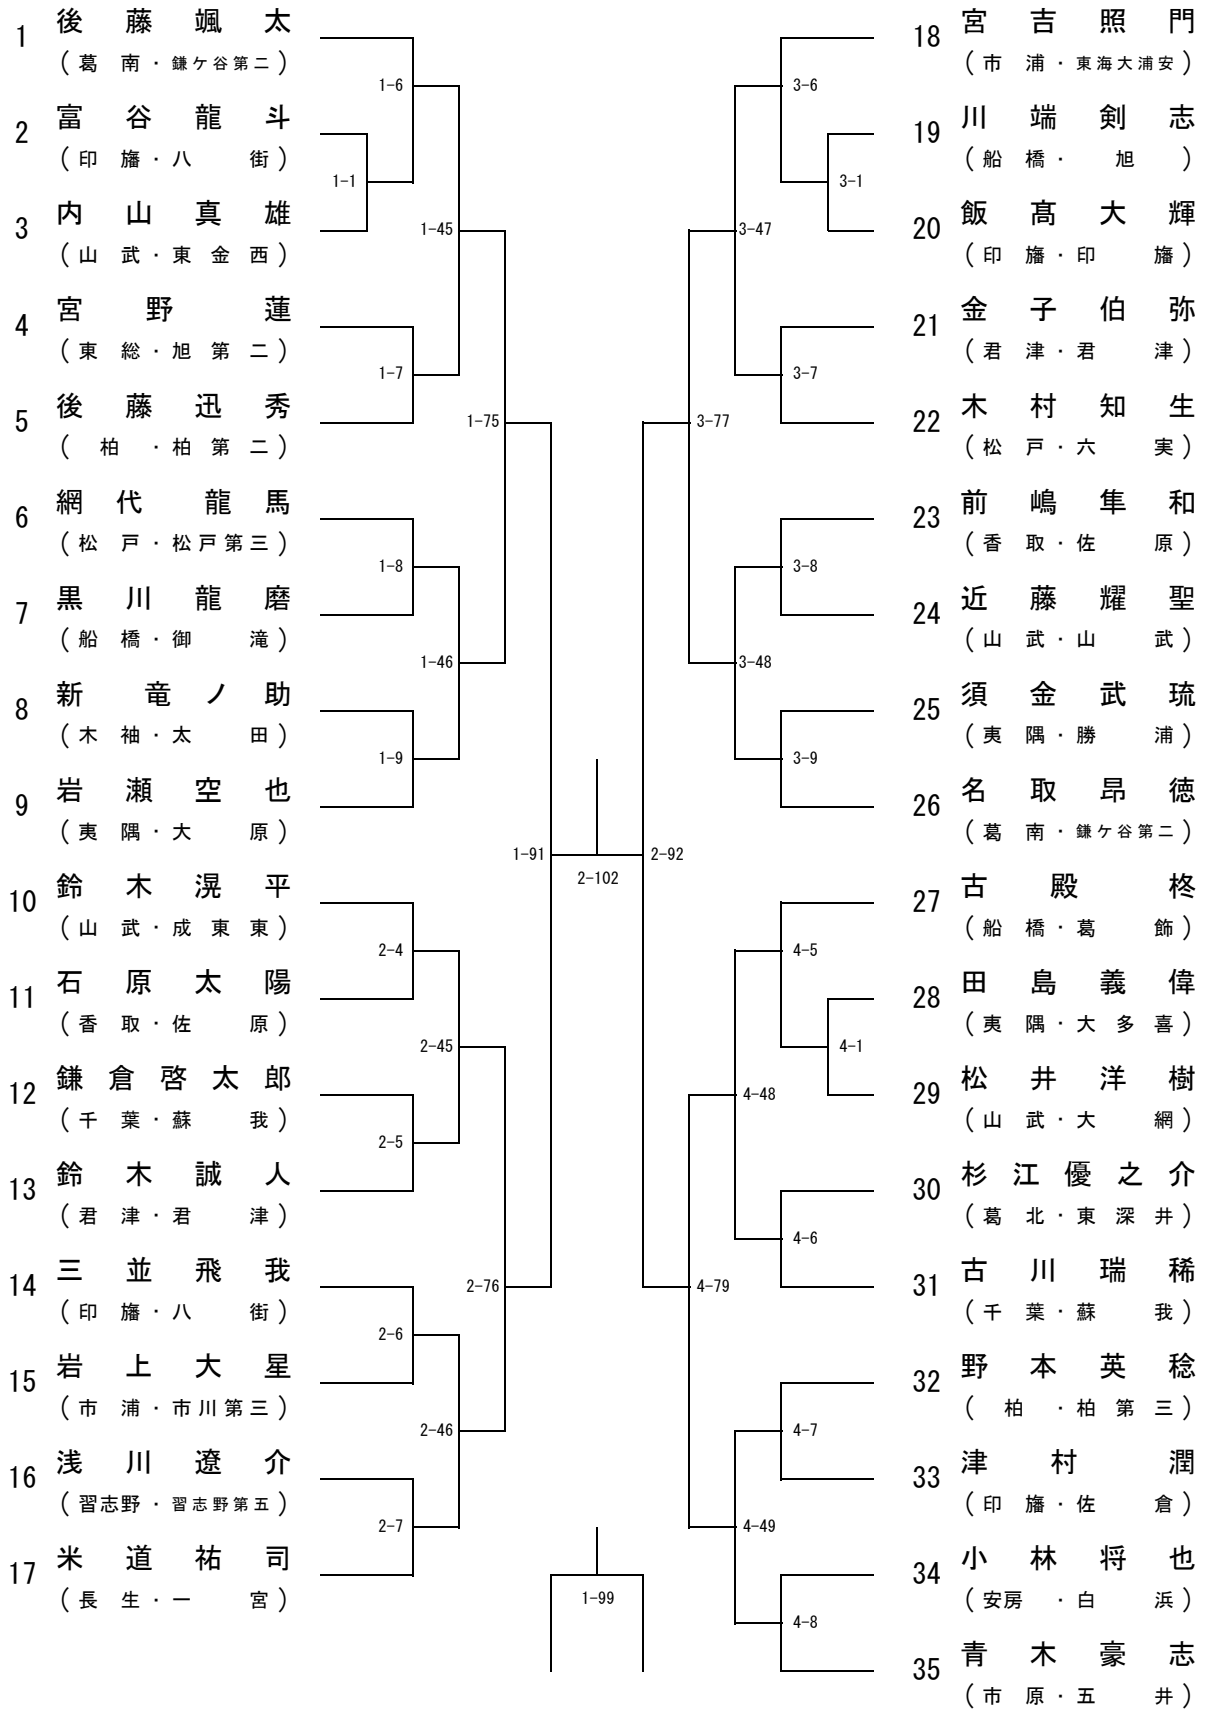 1 後藤颯太
(葛南・鎌ケ谷第二)
2 富谷龍斗
(印旛・八街)
3 内山真雄
(山武・東金西)
4 宮野蓮
(東総・旭第二)
5 後藤迅秀
(柏・柏第二)
6 網代龍馬
(松戸・松戸第三)
7 黒川龍磨
(船橋・御滝)
8 新竜ノ助
(木袖・太田)
9 岩瀬空也
(夷隅・大原)
10 鈴木滉平
(山武・成東東)
11 石原太陽
(香取・佐原)
12 鎌倉啓太郎
(千葉・蘇我)
13 鈴木誠人
(君津・君津)
14 三並飛我
(印旛・八街)
15 岩上大星
(市浦・市川第三)
16 浅川遼介
(習志野・習志野第五)
17 米道祐司
(長生・一宮)
1-1
1-6
1-7
1-8
1-9
2-4
2-5
2-6
2-7
1-45
1-46
2-45
2-46
1-75
2-76
1-91
2-102
2-92
1-99
3-77
4-79
3-47
3-48
4-48
4-49
3-6
3-1
3-7
3-8
3-9
4-5
4-1
4-6
4-7
4-8
18 宮吉照門
(市浦・東海大浦安)
19 川端剣志
(船橋・旭)
20 飯髙大輝
(印旛・印旛)
21 金子伯弥
(君津・君津)
22 木村知生
(松戸・六実)
23 前嶋隼和
(香取・佐原)
24 近藤耀聖
(山武・山武)
25 須金武琉
(夷隅・勝浦)
26 名取昂徳
(葛南・鎌ケ谷第二)
27 古殿柊
(船橋・葛飾)
28 田島義偉
(夷隅・大多喜)
29 松井洋樹
(山武・大網)
30 杉江優之介
(葛北・東深井)
31 古川瑞稀
(千葉・蘇我)
32 野本英稔
(柏・柏第三)
33 津村潤
(印旛・佐倉)
34 小林将也
(安房・白浜)
35 青木豪志
(市原・五井)